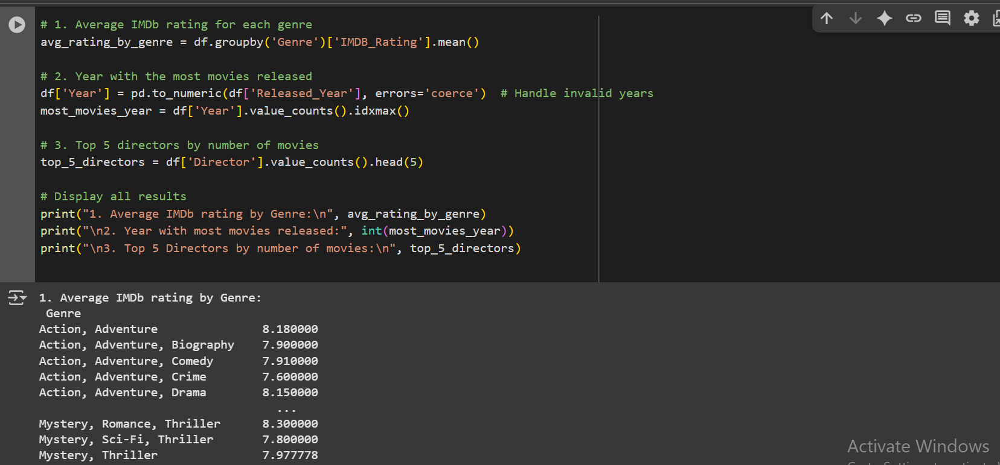 # 1. Average IMDb rating for each genre
avg_rating_by_genre = df.groupby('Genre')['IMDB_Rating'].mean()
# 2. Year with the most movies released
df['Year'] = pd.to_numeric(df['Released_Year'], errors='coerce')  # Handle invalid years
most_movies_year = df['Year'].value_counts().idxmax()
# 3. Top 5 directors by number of movies
top_5_directors = df['Director'].value_counts().head(5)
# Display all results
print("1. Average IMDb rating by Genre:\n", avg_rating_by_genre)
print("\n2. Year with most movies released:", int(most_movies_year))
print("\n3. Top 5 Directors by number of movies:\n", top_5_directors)
1. Average IMDb rating by Genre:
Genre
Action, Adventure 8.180000
Action, Adventure, Biography 7.900000
Action, Adventure, Comedy 7.910000
Action, Adventure, Crime 7.600000
Action, Adventure, Drama 8.150000
...
Mystery, Romance, Thriller 8.300000
Mystery, Sci-Fi, Thriller 7.800000
Mystery, Thriller 7.977778
Activate Windows